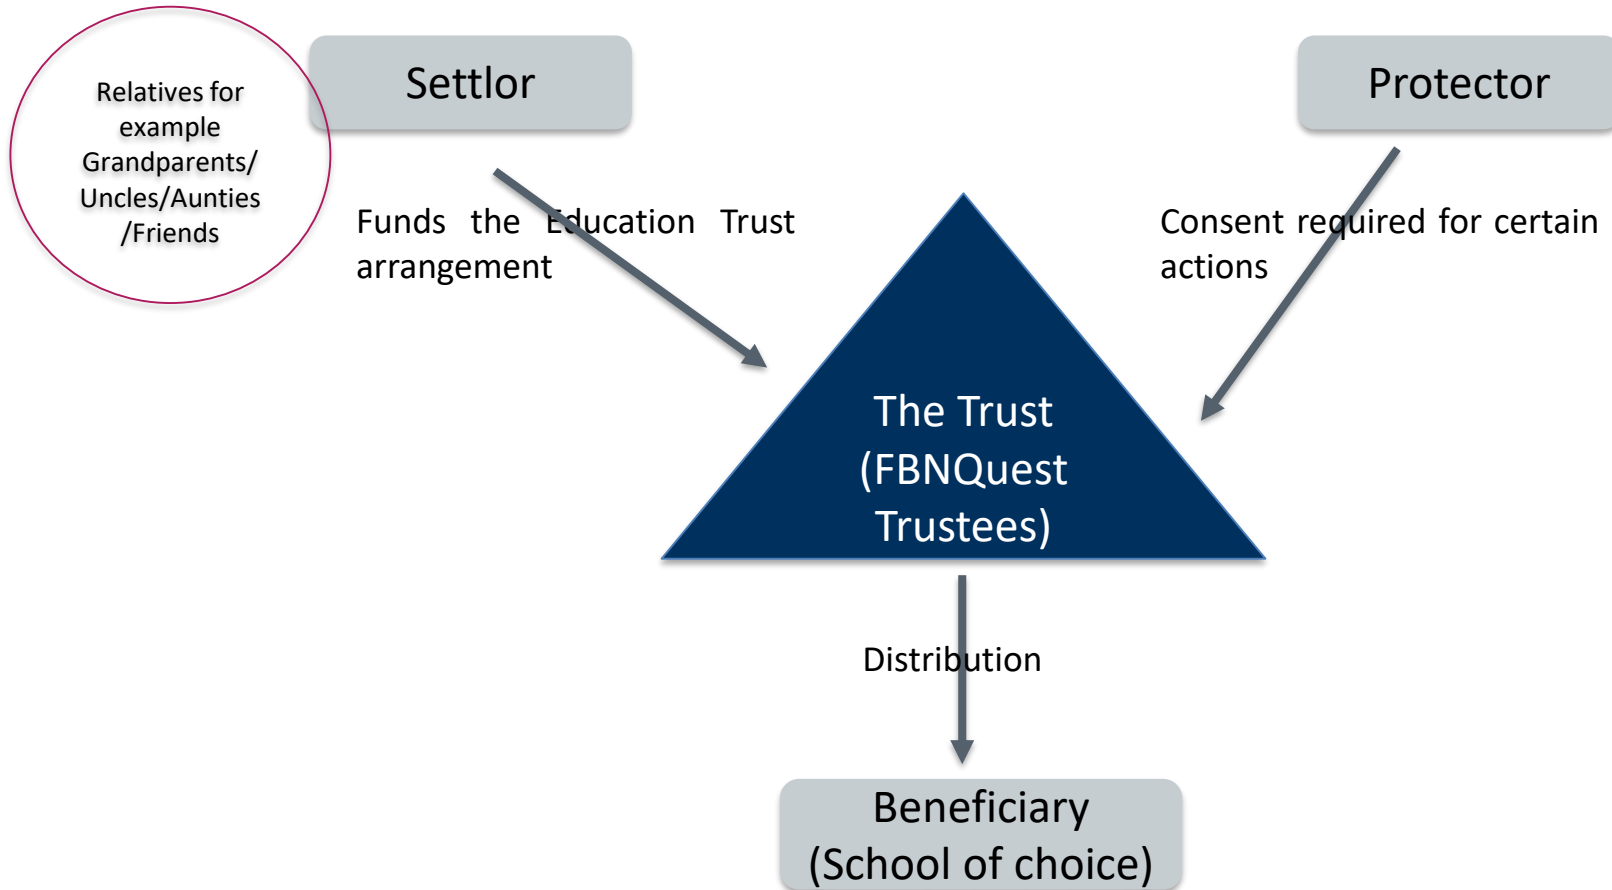 Relatives for
example
Grandparents/
Uncles/Aunties
/Friends
Settlor
Protector
Funds the Education Trust
arrangement
Consent required for certain
actions
The Trust
(FBNQuest
Trustees)
Distribution
Beneficiary
(School of choice)